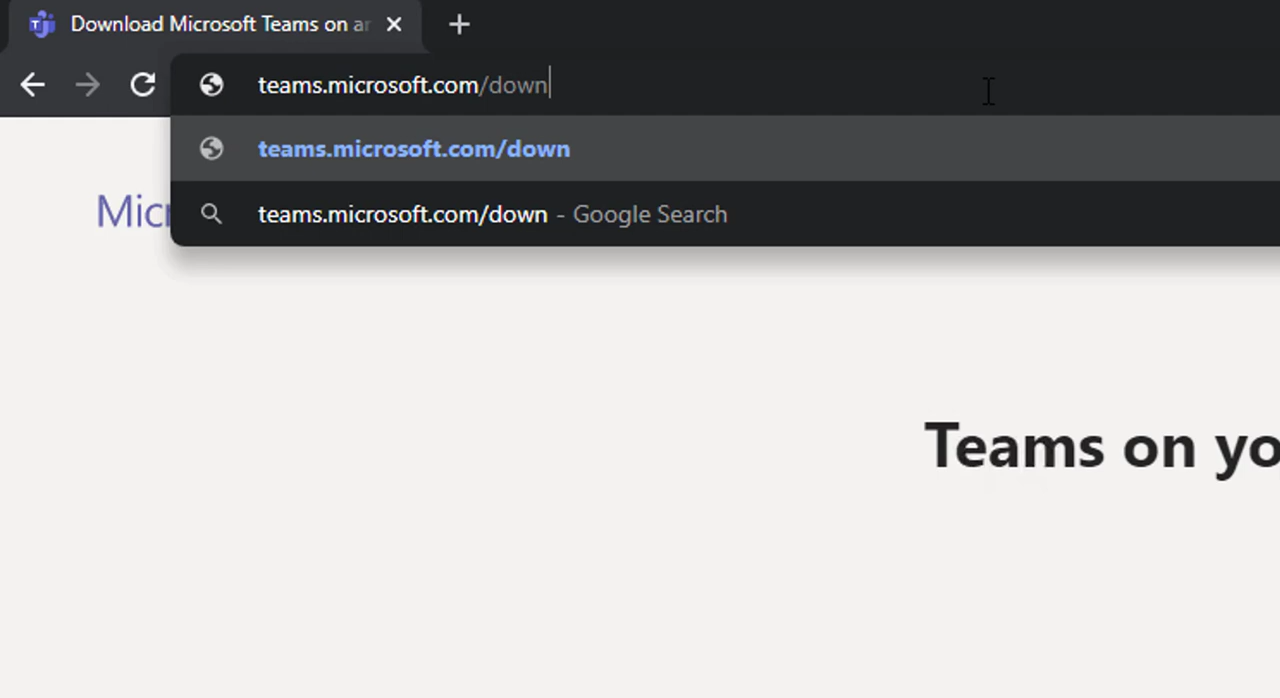 Download Microsoft Teams on ar
teams.microsoft.com/down
teams.microsoft.com/down
teams.microsoft.com/down - Google Search
Micr
Teams on yo